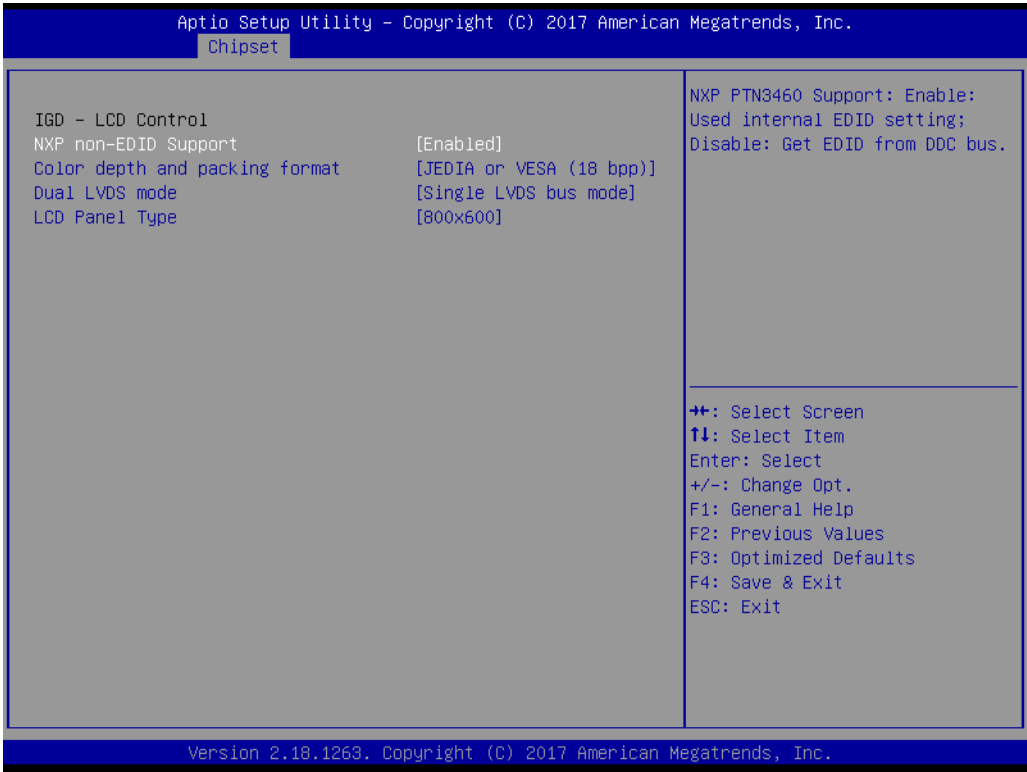 Aptio Setup Utility – Copyright (C) 2017 American Megatrends, Inc.
Chipset
IGD – LCD Control
NXP non-EDID Support [Enabled]
Color depth and packing format [JEDIA or VESA (18 bpp)]
Dual LVDS mode [Single LVDS bus mode]
LCD Panel Type [800x600]
NXP PTN3460 Support: Enable:
Used internal EDID setting;
Disable: Get EDID from DDC bus.
→←: Select Screen
↑↓: Select Item
Enter: Select
+/-: Change Opt.
F1: General Help
F2: Previous Values
F3: Optimized Defaults
F4: Save & Exit
ESC: Exit
Version 2.18.1263. Copyright (C) 2017 American Megatrends, Inc.